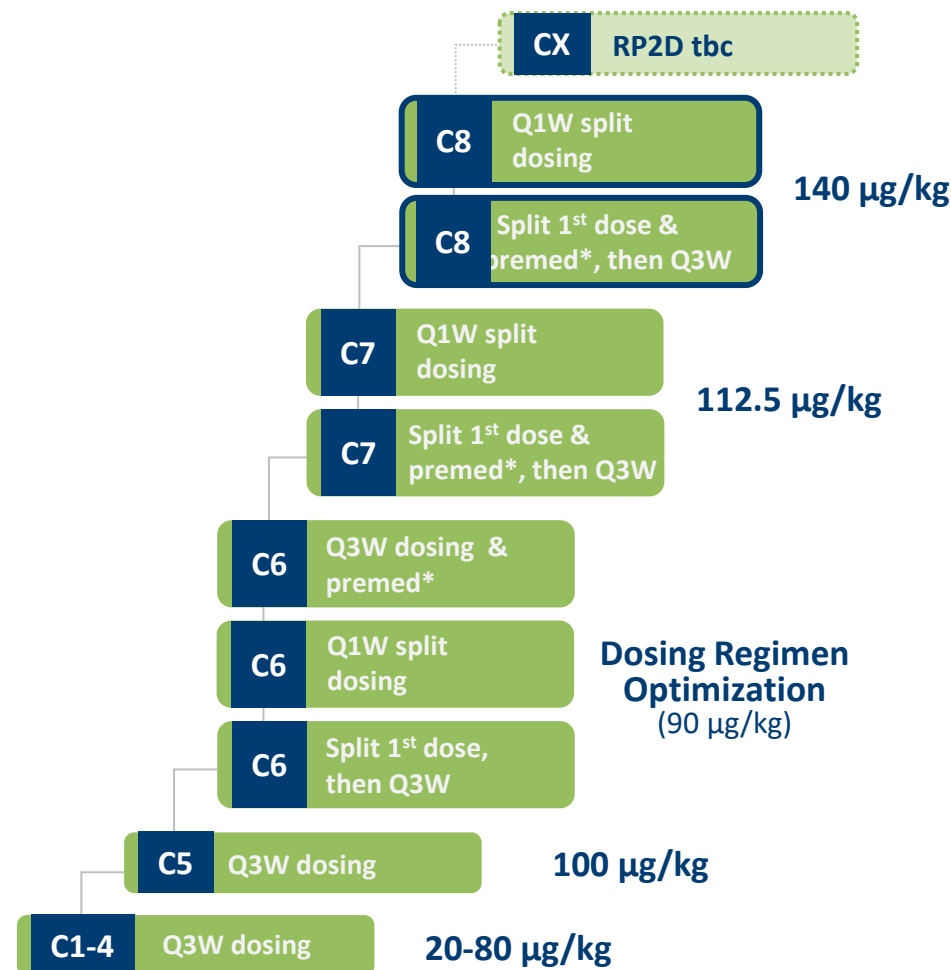 CX RP2D tbc
C8 Q1W split
dosing
140 µg/kg
C8 Split 1st dose &
premed*, then Q3W
C7 Q1W split
dosing
112.5 µg/kg
C7 Split 1st dose &
premed*, then Q3W
C6 Q3W dosing &
premed*
C6 Q1W split
dosing
Dosing Regimen
Optimization
(90 µg/kg)
C6 Split 1st dose,
then Q3W
C5 Q3W dosing 100 µg/kg
C1-4 Q3W dosing 20-80 µg/kg